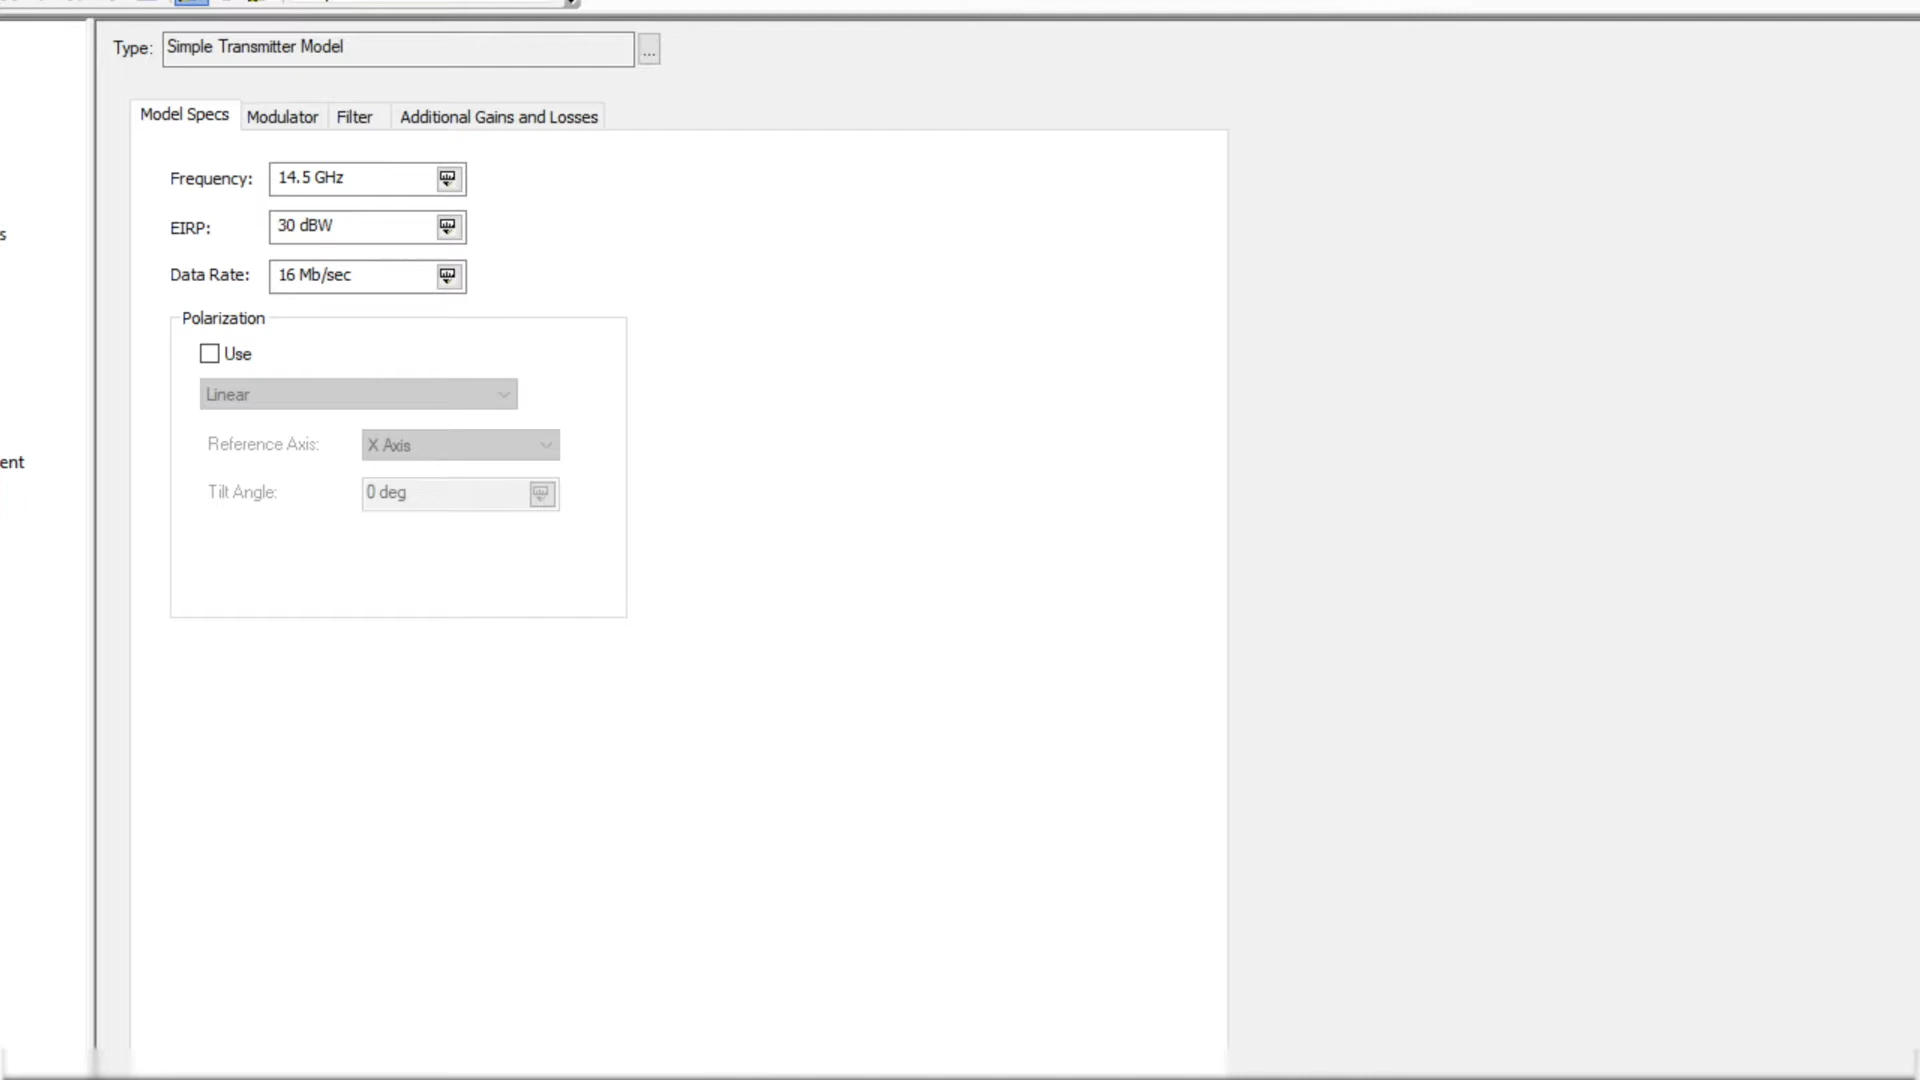 Type: Simple Transmitter Model ...
Model Specs Modulator Filter Additional Gains and Losses
Frequency: 14.5 GHz
EIRP: 30 dBW
s
Data Rate: 16 Mb/sec
Polarization
Use
Linear
Reference Axis: X Axis
ent
Tilt Angle: 0 deg